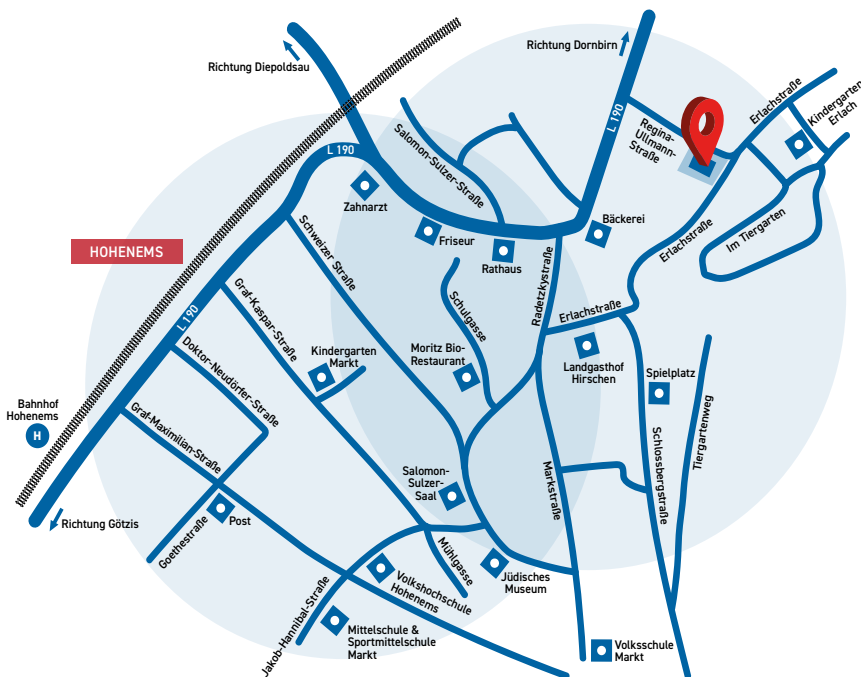 Richtung Diepoldsau
Richtung Dornbirn
L 190
Erlachstraße
Kindergarten
Erlach
Regina-
Ullmann-
Straße
Salomon-Sulzer-Straße
L 190
Zahnarzt
Friseur
Rathaus
Bäckerei
Erlachstraße
Im Tiergarten
HOHENEMS
Schweizer Straße
Radetzkystraße
Schulgasse
Erlachstraße
L 190
Graf-Kaspar-Straße
Doktor-Neudörfer-Straße
Kindergarten
Markt
Moritz Bio-
Restaurant
Landgasthof
Hirschen
Spielplatz
Tiergartenweg
Bahnhof
Hohenems
H
Graf-Maximilian-Straße
Schlossbergstraße
Markstraße
Salomon-
Sulzer-
Saal
Richtung Götzis
Goethestraße
Post
Mühlgasse
Jüdisches
Museum
Volkshochschule
Hohenems
Jakob-Hannibal-Straße
Mittelschule &
Sportmittelschule
Markt
Volksschule
Markt